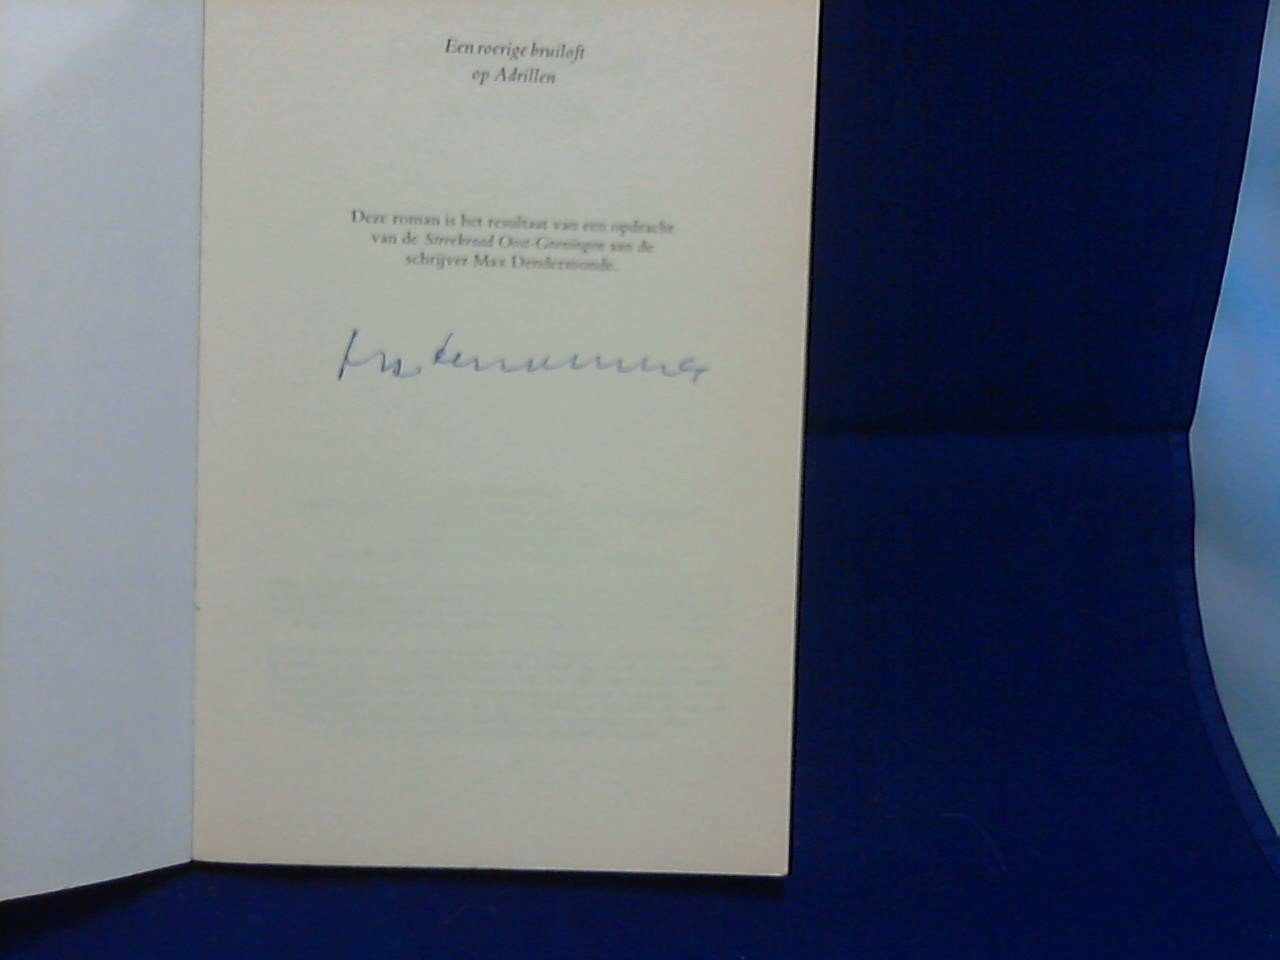 Een roerige bruiloft
op Adrillen
Deze roman is het resultaat van een opdracht
van de Streekraad Oost-Groningen aan de
schrijver Max Dendermonde.